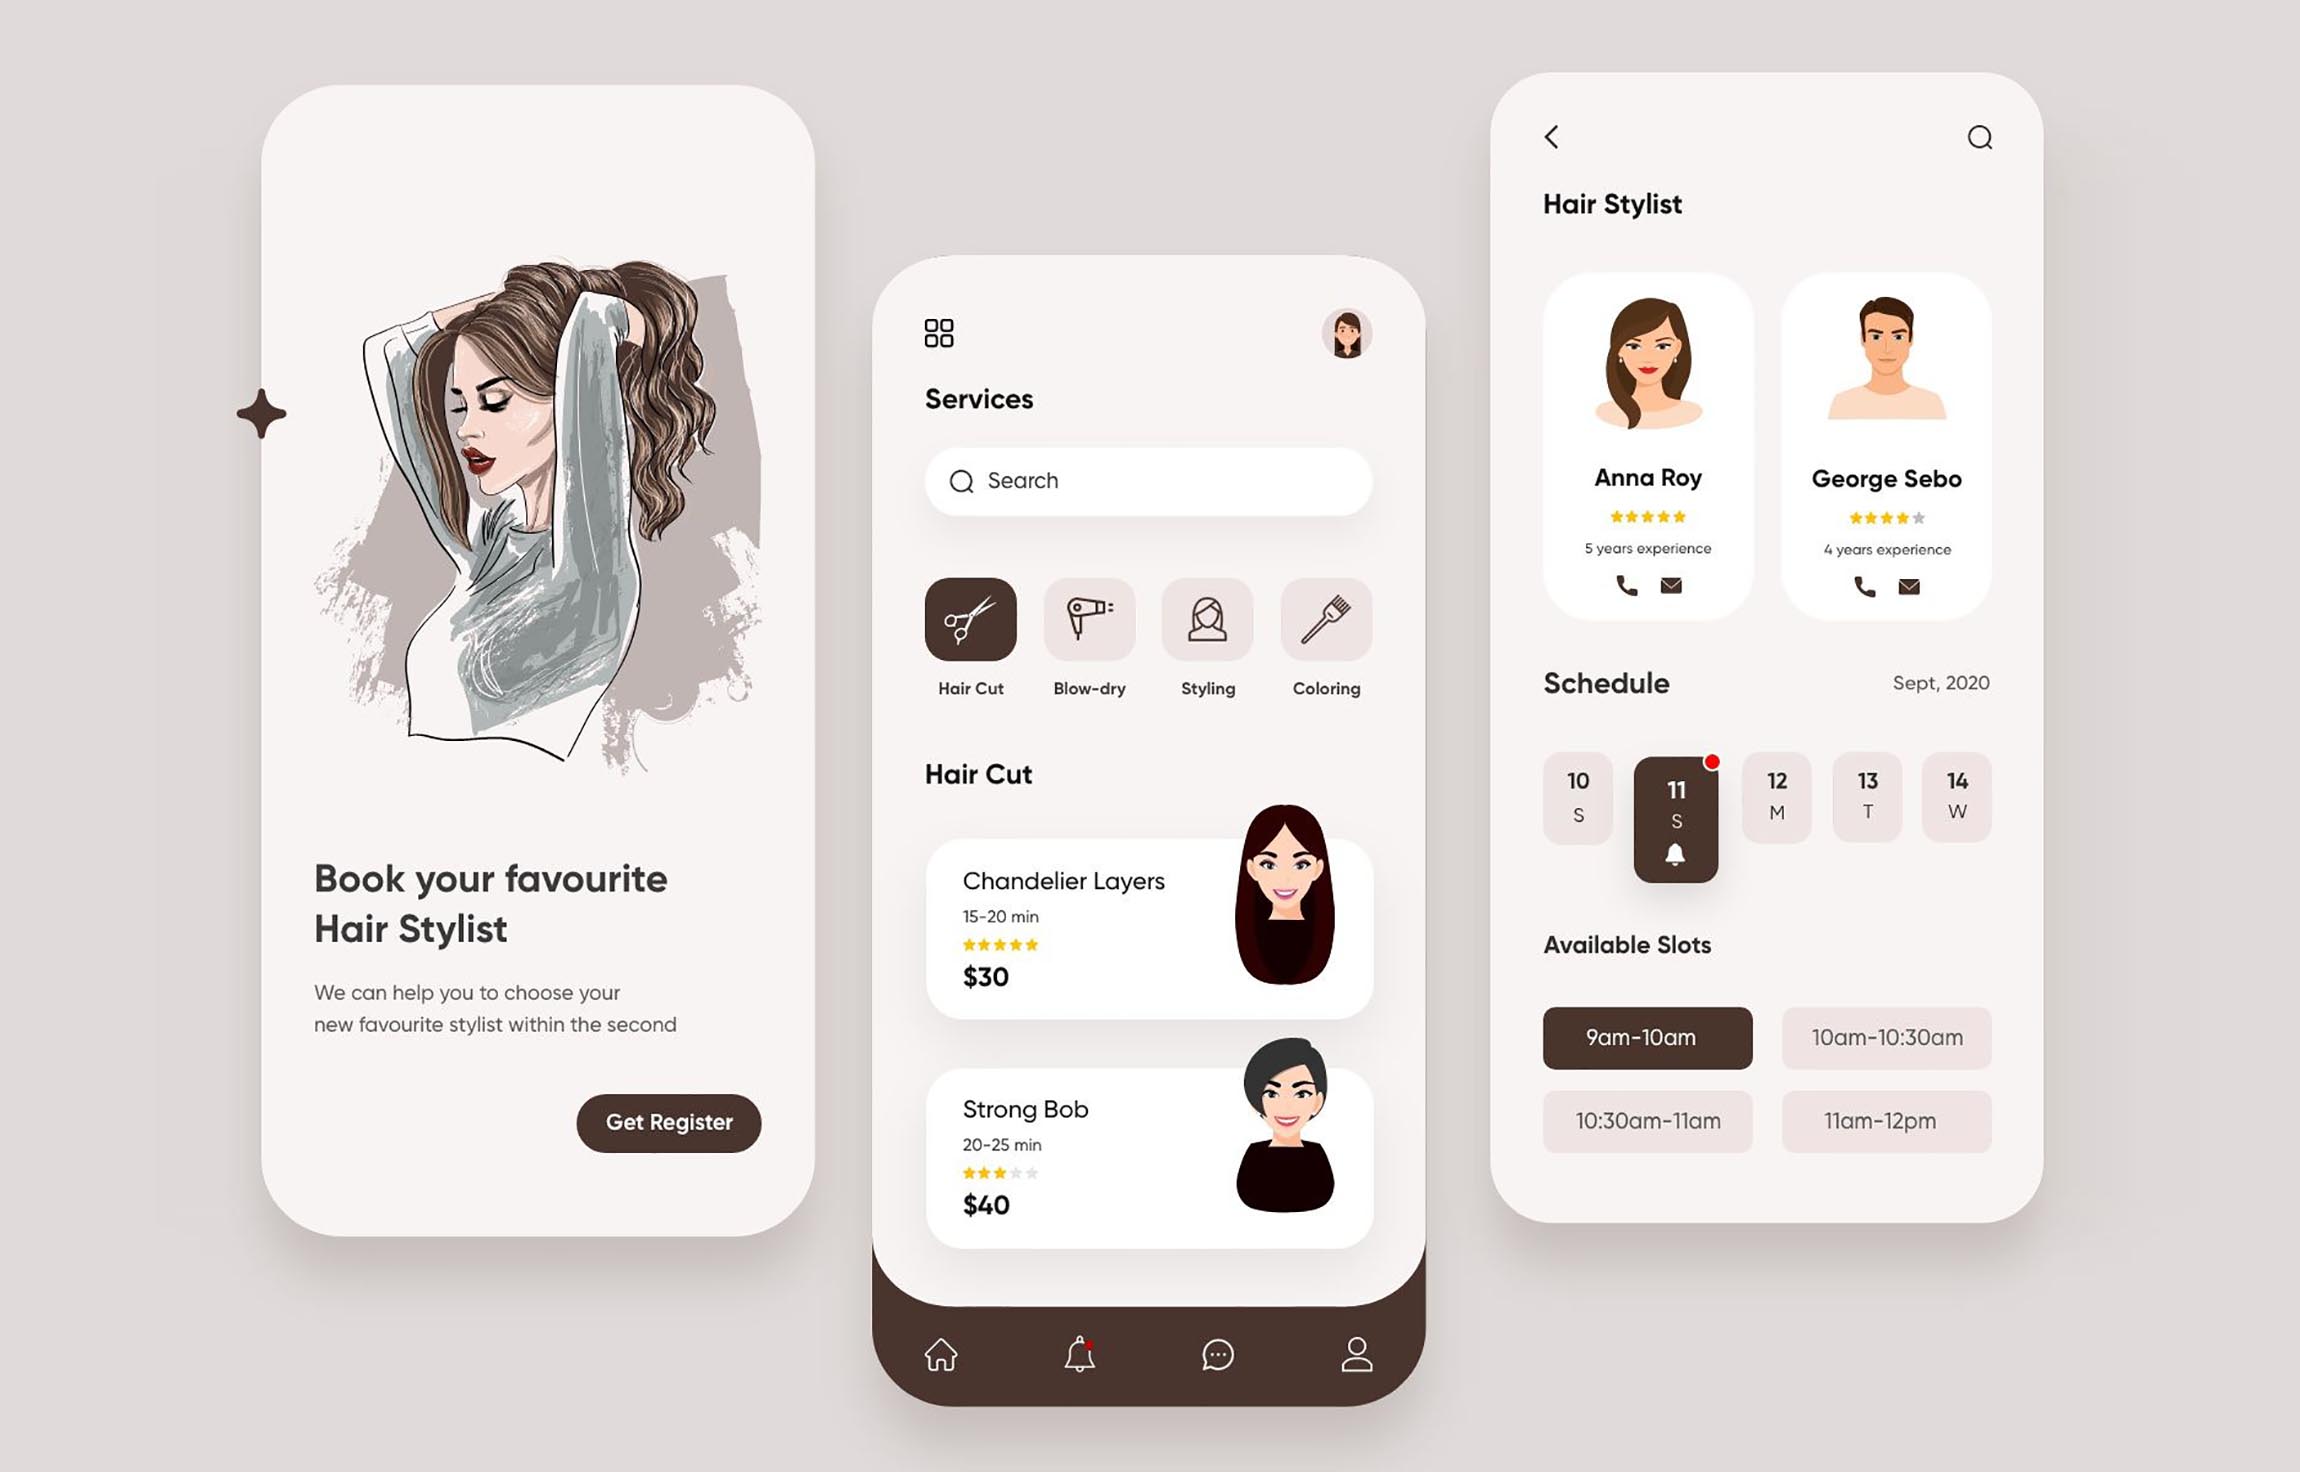 Book your favourite
Hair Stylist
We can help you to choose your
new favourite stylist within the second
Get Register
Services
Search
Hair Cut
Blow-dry
Styling
Coloring
Hair Cut
Chandelier Layers
15-20 min
$30
Strong Bob
20-25 min
$40
Hair Stylist
Anna Roy
5 years experience
George Sebo
4 years experience
Schedule
Sept, 2020
10
S
11
S
12
M
13
T
14
W
Available Slots
9am-10am
10am-10:30am
10:30am-11am
11am-12pm